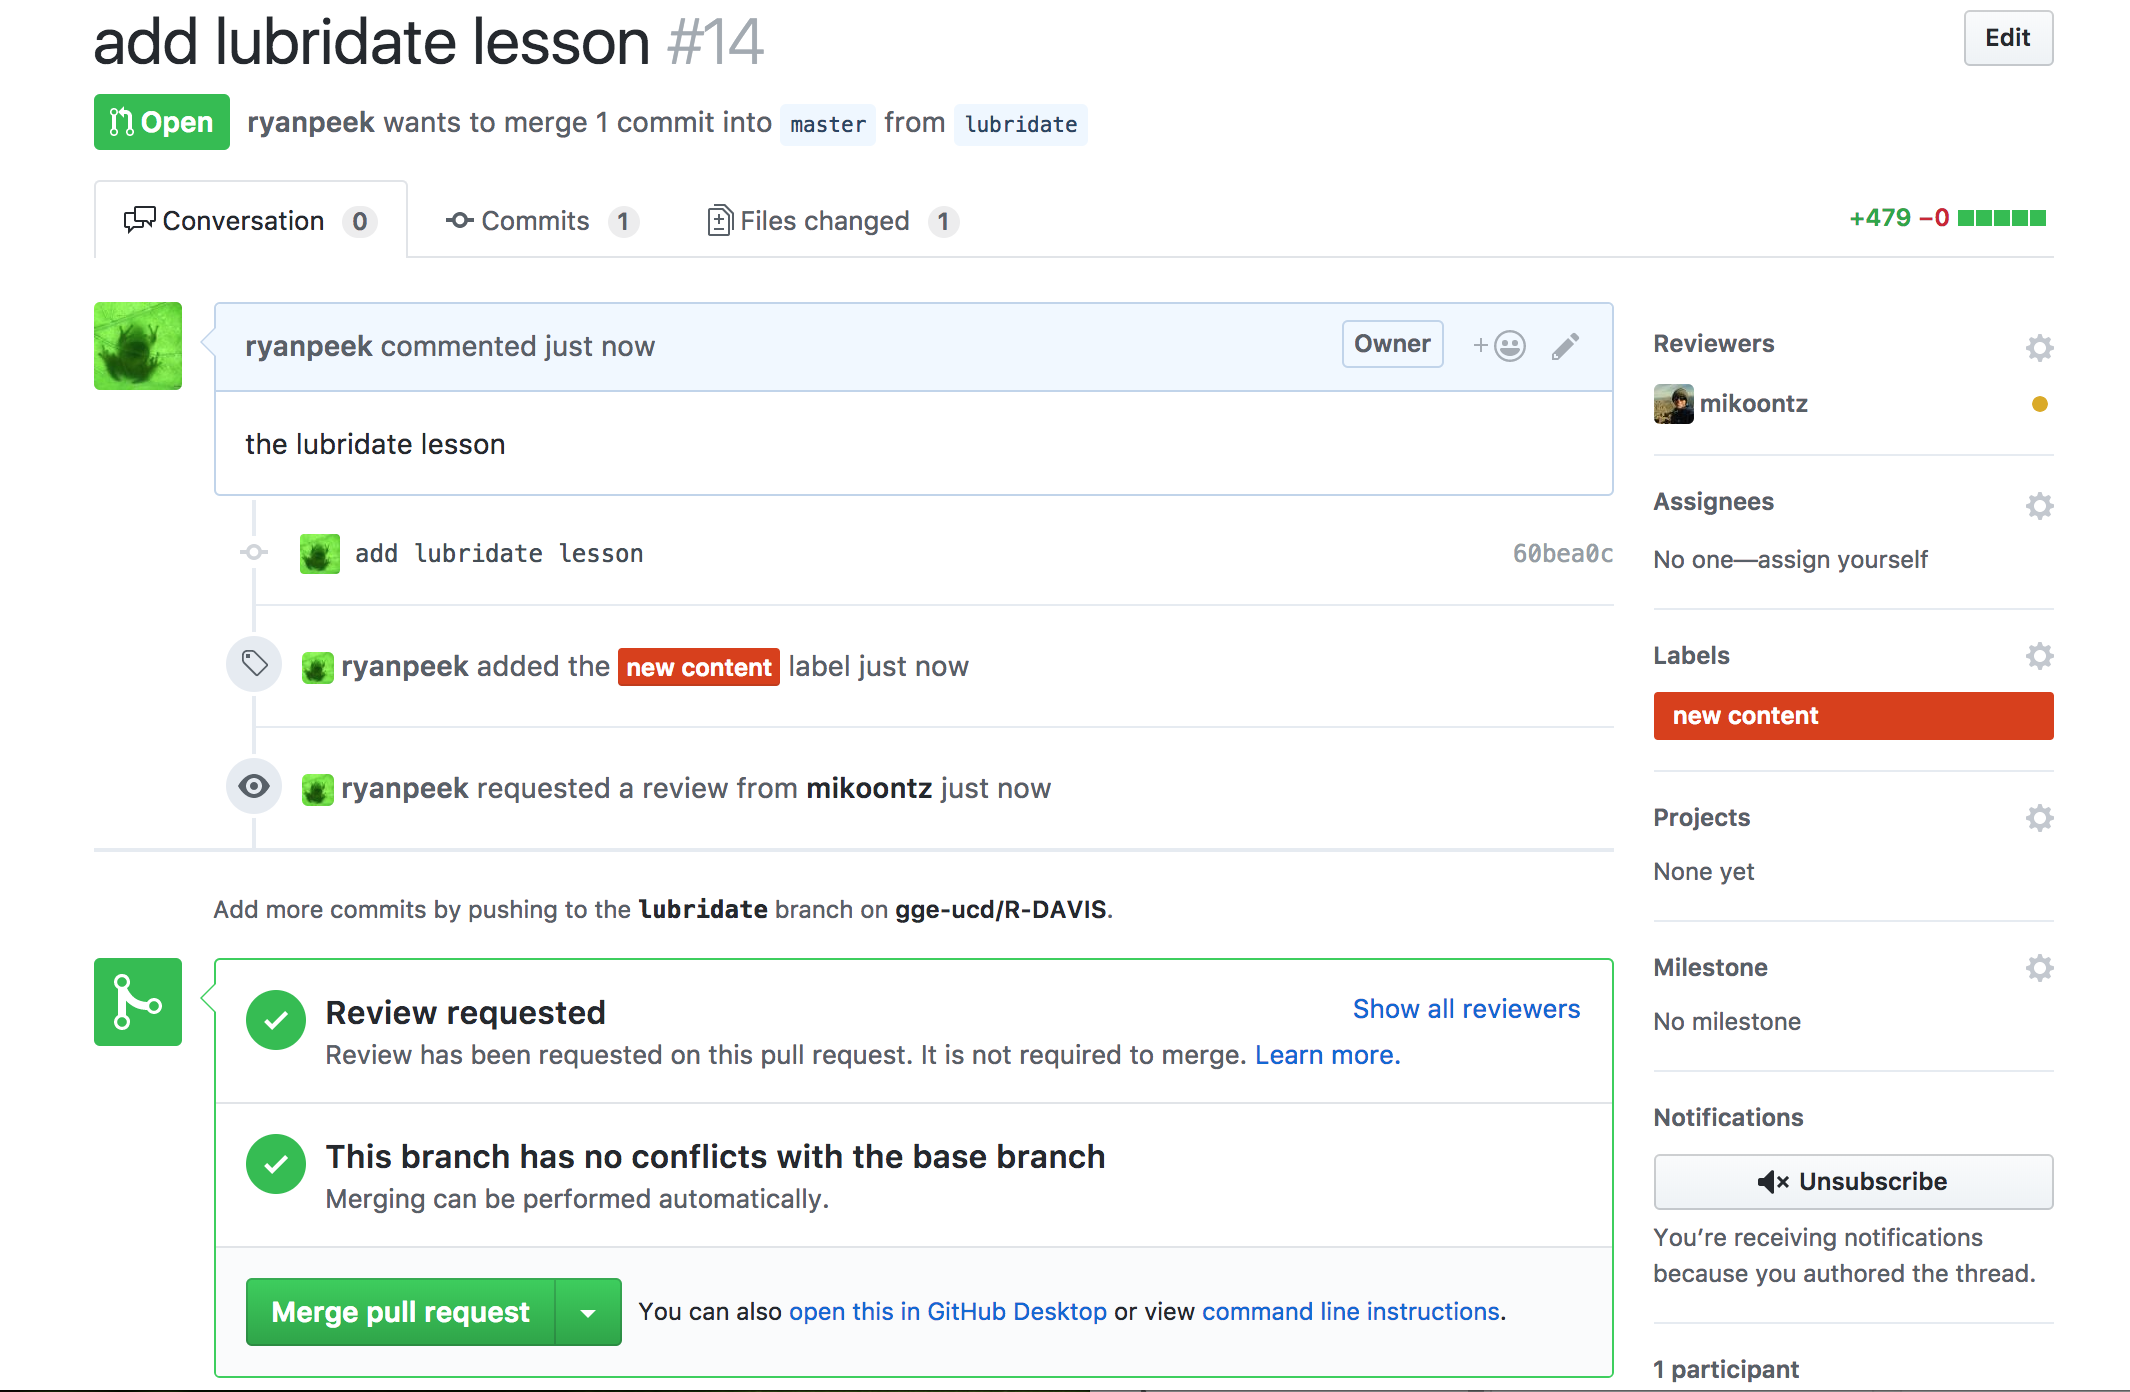 add lubridate lesson #14
Edit
Open
ryanpeek wants to merge 1 commit into master from lubridate
Conversation 0
Commits 1
Files changed 1
+479 −0
ryanpeek commented just now
Owner
+
the lubridate lesson
add lubridate lesson
60bea0c
ryanpeek added the new content label just now
ryanpeek requested a review from mikoontz just now
Add more commits by pushing to the lubridate branch on gge-ucd/R-DAVIS.
Review requested
Show all reviewers
Review has been requested on this pull request. It is not required to merge. Learn more.
This branch has no conflicts with the base branch
Merging can be performed automatically.
Merge pull request
You can also open this in GitHub Desktop or view command line instructions.
Reviewers
mikoontz
Assignees
No one—assign yourself
Labels
new content
Projects
None yet
Milestone
No milestone
Notifications
Unsubscribe
You’re receiving notifications
because you authored the thread.
1 participant